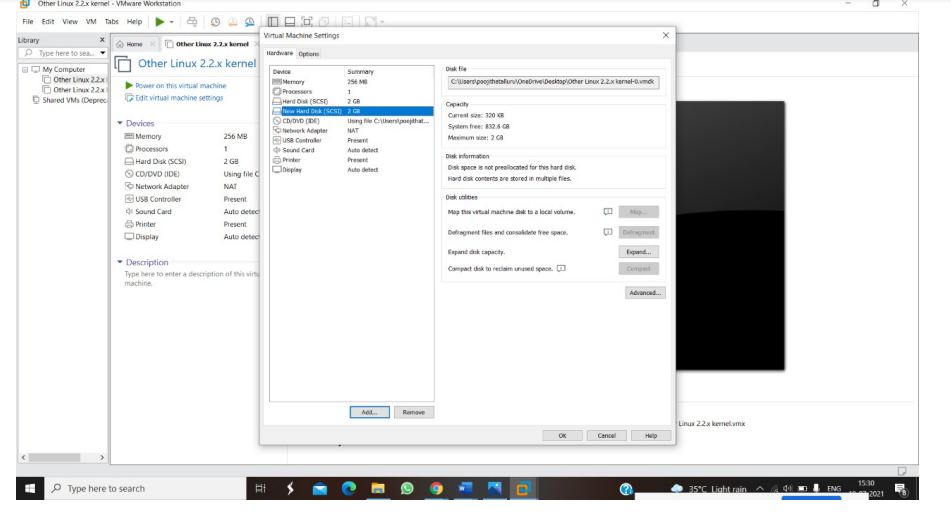 Other Linux 2.2.x kernel - VMware Workstation
File Edit View VM Tabs Help
Library X
Type here to sea...
My Computer
Other Linux 2.2.x
Other Linux 2.2.x
Shared VMs (Deprec
Home Other Linux 2.2.x kernel
Other Linux 2.2.x kernel
Power on this virtual machine
Edit virtual machine settings
Devices
Memory 256 MB
Processors 1
Hard Disk (SCSI) 2 GB
CD/DVD (IDE) Using file C
Network Adapter NAT
USB Controller Present
Sound Card Auto detect
Printer Present
Display Auto detect
Description
Type here to enter a description of this virtu
machine.
Virtual Machine Settings
Hardware Options
Device Summary
Memory 256 MB
Processors 1
Hard Disk (SCSI) 2 GB
New Hard Disk (SCSI) 2 GB
CD/DVD (IDE) Using file C:\Users\poojithat...
Network Adapter NAT
USB Controller Present
Sound Card Auto detect
Printer Present
Display Auto detect
Add... Remove
Disk file
C:\Users\poojithatalluru\OneDrive\Desktop\Other Linux 2.2.x kernel-0.vmdk
Capacity
Current size: 320 KB
System free: 832.6 GB
Maximum size: 2 GB
Disk information
Disk space is not preallocated for this hard disk.
Hard disk contents are stored in multiple files.
Disk utilities
Map this virtual machine disk to a local volume. Map...
Defragment files and consolidate free space. Defragment
Expand disk capacity. Expand...
Compact disk to reclaim unused space. Compact
Advanced...
OK Cancel Help
Linux 2.2.x kernel.vmx
Type here to search
35°C Light rain ENG 15:30
2021